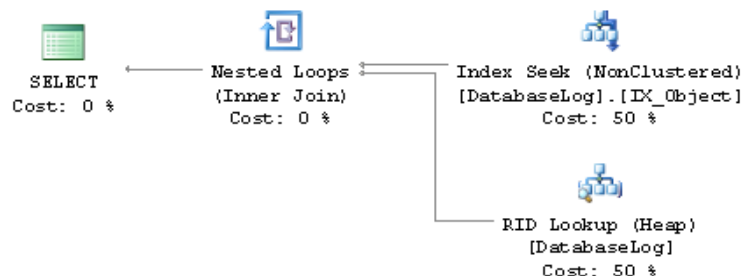 SELECT
Cost: 0 %
Nested Loops
(Inner Join)
Cost: 0 %
Index Seek (NonClustered)
[DatabaseLog].[IX_Object]
Cost: 50 %
RID Lookup (Heap)
[DatabaseLog]
Cost: 50 %